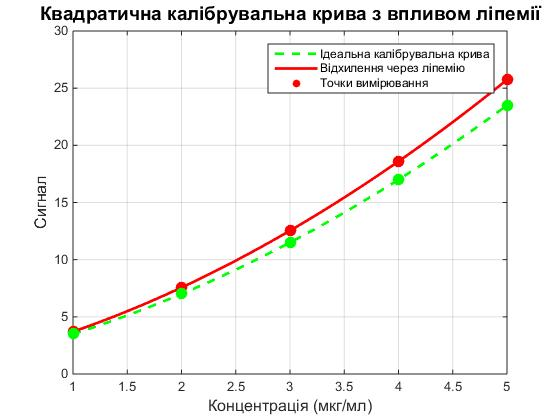 Квадратична калібрувальна крива з впливом ліпемії
Ідеальна калібрувальна крива
Відхилення через ліпемію
Точки вимірювання
30
25
20
15
10
5
0
Сигнал
1
1.5
2
2.5
3
3.5
4
4.5
5
Концентрація (мкг/мл)